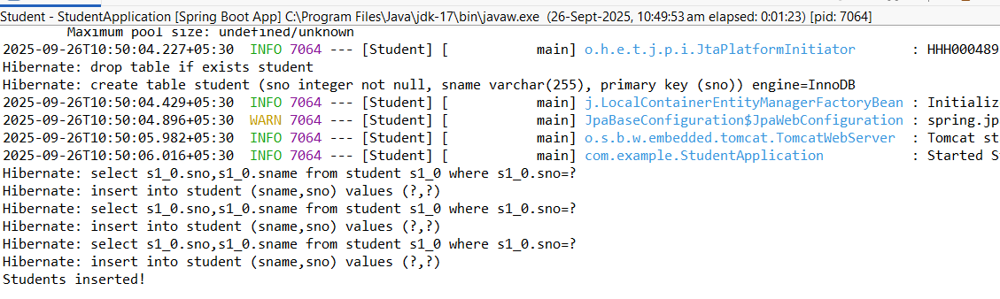 Student - StudentApplication [Spring Boot App] C:\Program Files\Java\jdk-17\bin\javaw.exe (26-Sept-2025, 10:49:53 am elapsed: 0:01:23) [pid: 7064]
Maximum pool size: undefined/unknown
2025-09-26T10:50:04.227+05:30  INFO 7064 --- [Student] [           main] o.h.e.t.j.p.i.JtaPlatformInitiator       : HHH000489
Hibernate: drop table if exists student
Hibernate: create table student (sno integer not null, sname varchar(255), primary key (sno)) engine=InnoDB
2025-09-26T10:50:04.429+05:30  INFO 7064 --- [Student] [           main] j.LocalContainerEntityManagerFactoryBean : Initializ
2025-09-26T10:50:04.896+05:30  WARN 7064 --- [Student] [           main] JpaBaseConfiguration$JpaWebConfiguration : spring.jp
2025-09-26T10:50:05.982+05:30  INFO 7064 --- [Student] [           main] o.s.b.w.embedded.tomcat.TomcatWebServer  : Tomcat st
2025-09-26T10:50:06.016+05:30  INFO 7064 --- [Student] [           main] com.example.StudentApplication           : Started S
Hibernate: select s1_0.sno,s1_0.sname from student s1_0 where s1_0.sno=?
Hibernate: insert into student (sname,sno) values (?,?)
Hibernate: select s1_0.sno,s1_0.sname from student s1_0 where s1_0.sno=?
Hibernate: insert into student (sname,sno) values (?,?)
Hibernate: select s1_0.sno,s1_0.sname from student s1_0 where s1_0.sno=?
Hibernate: insert into student (sname,sno) values (?,?)
Students inserted!